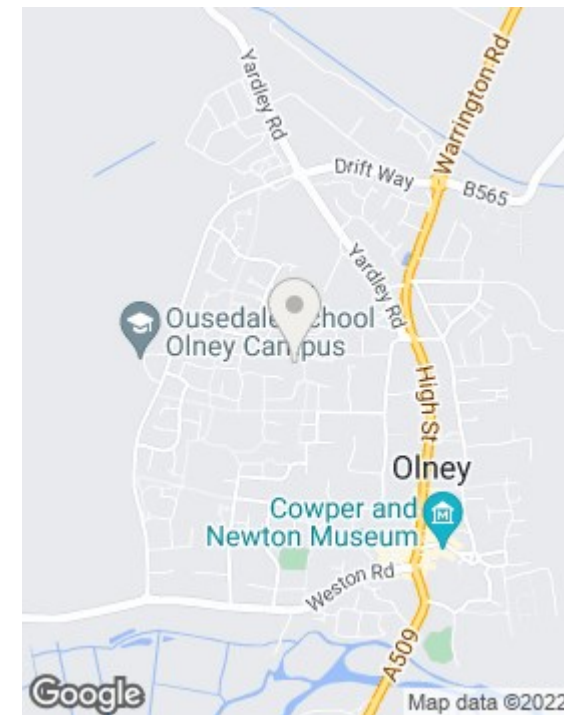 Yardley Rd
Warrington Rd
Drift Way
B565
Yardley Rd
Ousedale School
Olney Campus
High St
Olney
Cowper and
Newton Museum
M
Weston Rd
A509
Google
Map data ©2022